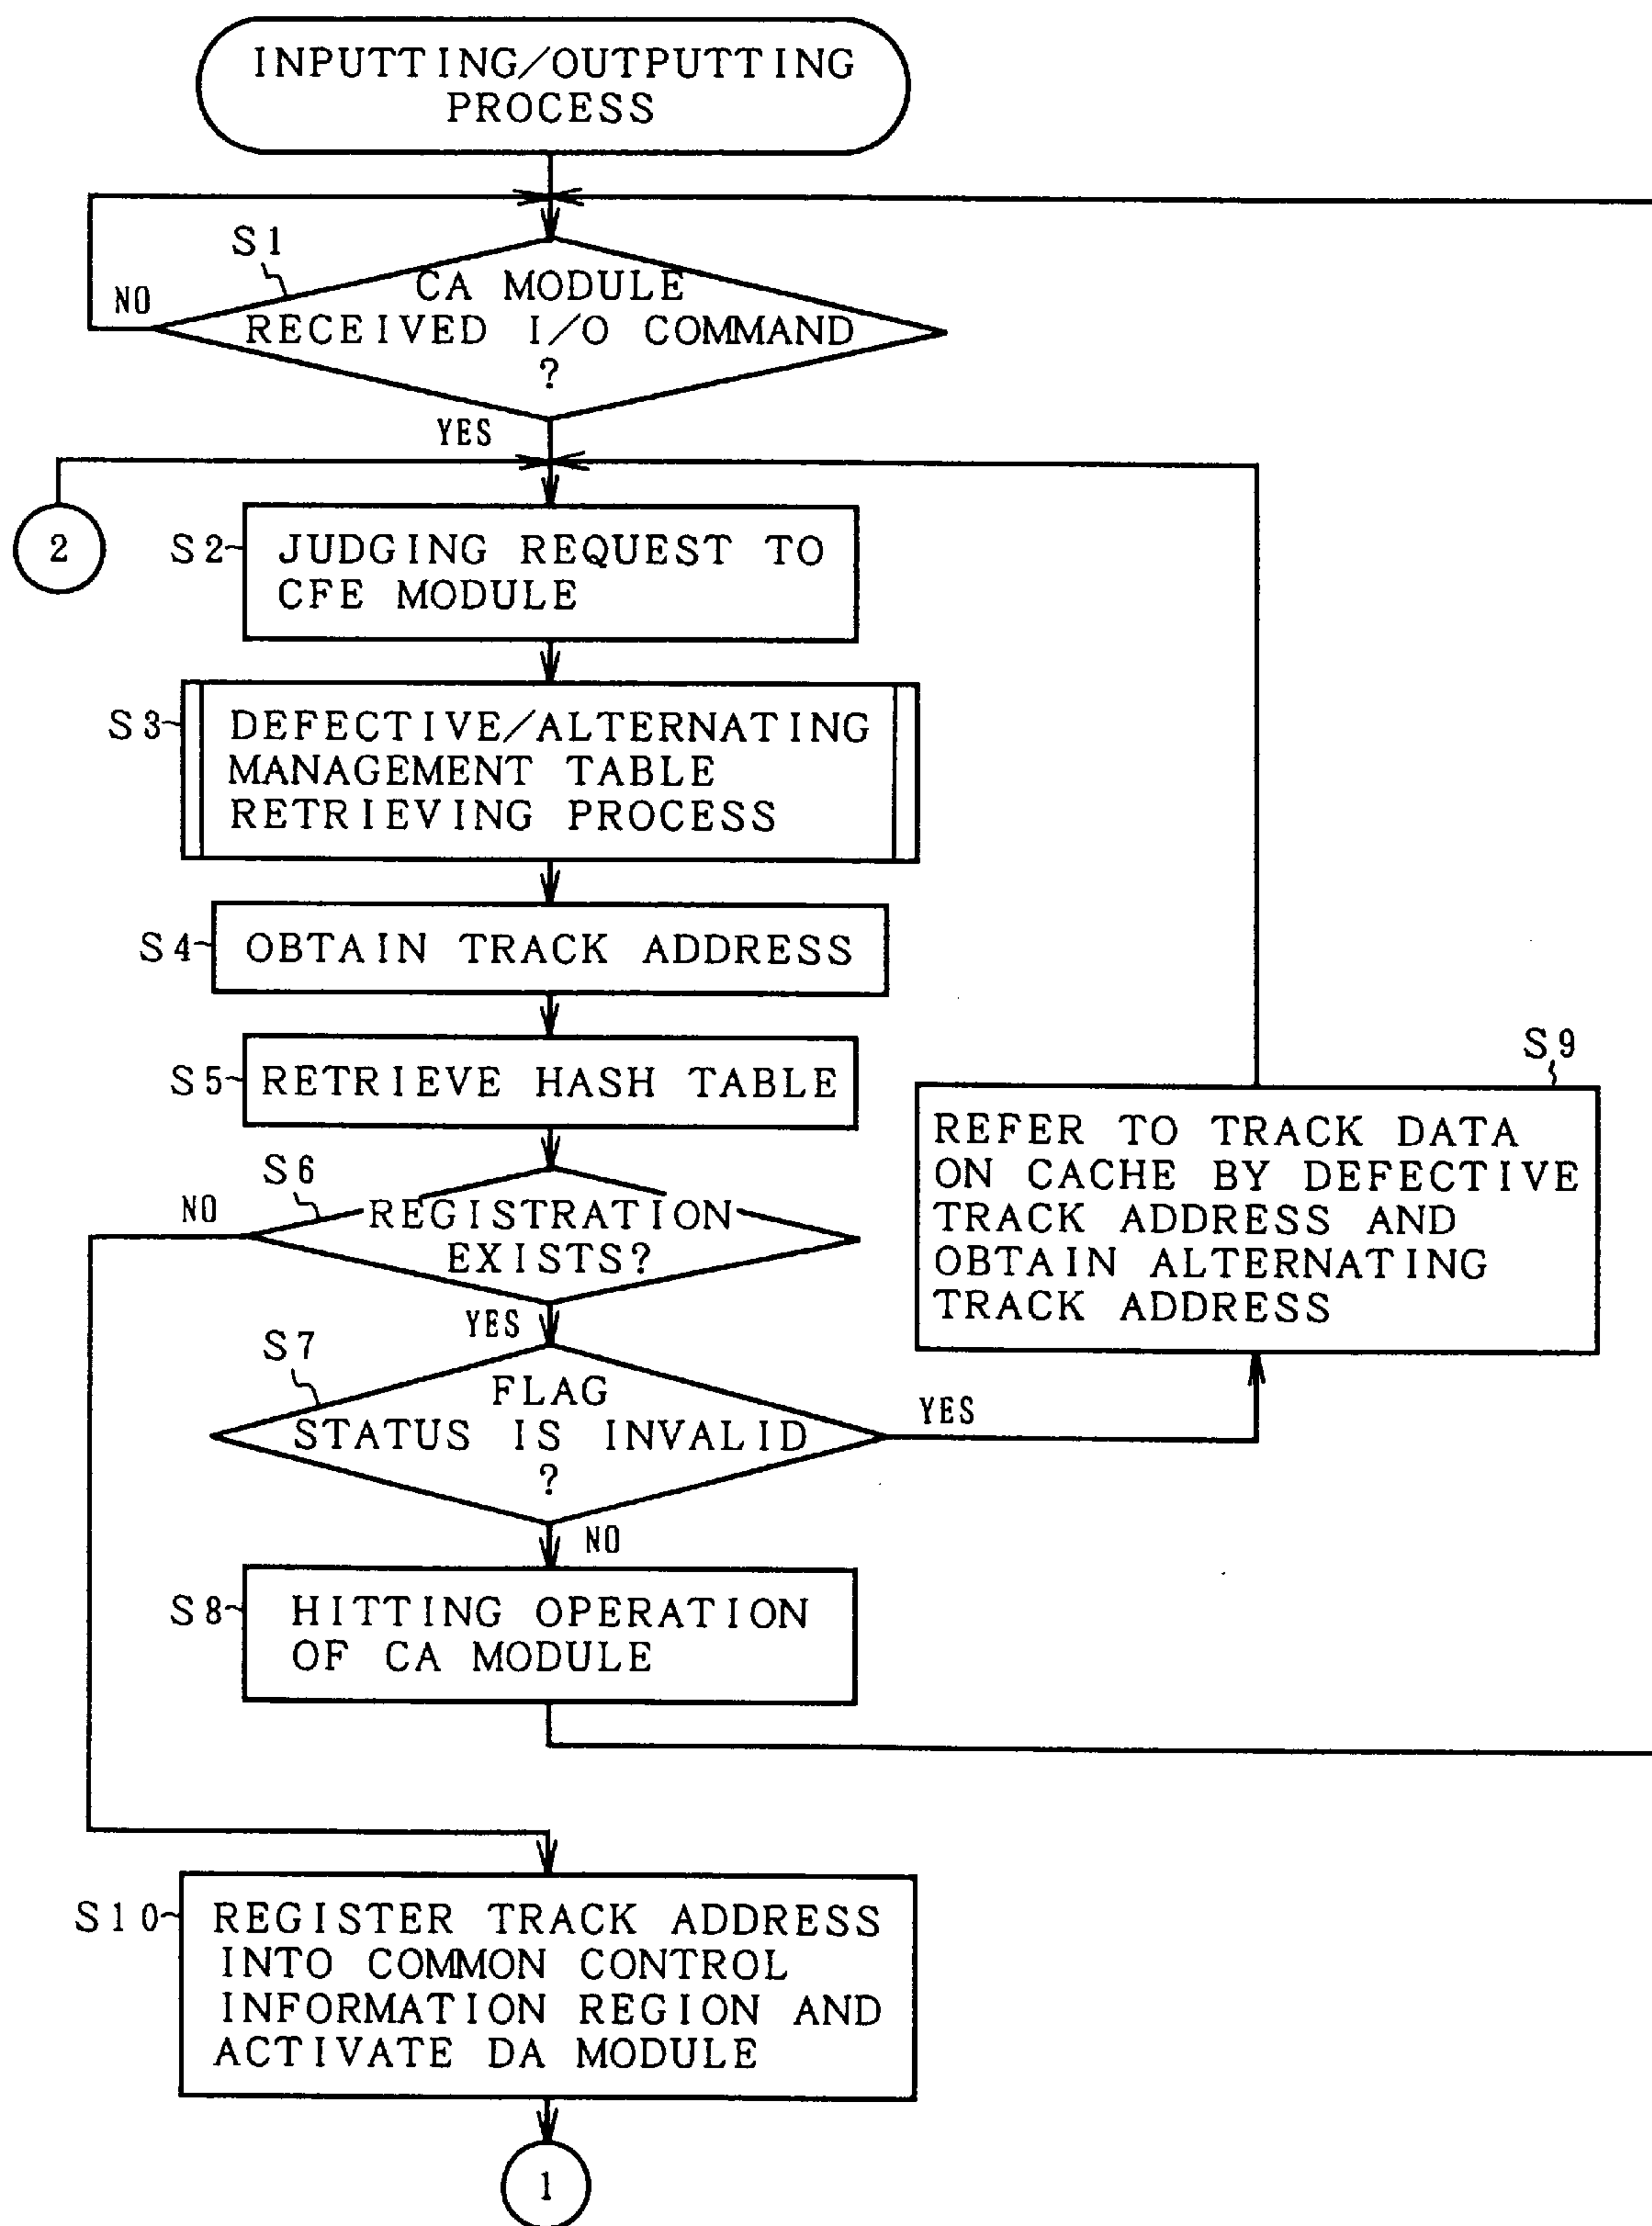 INPUTTING/OUTPUTTING
PROCESS
S1
CA MODULE
RECEIVED I/O COMMAND
?
NO
YES
2
S2
JUDGING REQUEST TO
CFE MODULE
S3
DEFECTIVE/ALTERNATING
MANAGEMENT TABLE
RETRIEVING PROCESS
S4
OBTAIN TRACK ADDRESS
S5
RETRIEVE HASH TABLE
S6
REGISTRATION
EXISTS?
NO
YES
S7
FLAG
STATUS IS INVALID
?
YES
NO
S9
REFER TO TRACK DATA
ON CACHE BY DEFECTIVE
TRACK ADDRESS AND
OBTAIN ALTERNATING
TRACK ADDRESS
S8
HITTING OPERATION
OF CA MODULE
S10
REGISTER TRACK ADDRESS
INTO COMMON CONTROL
INFORMATION REGION AND
ACTIVATE DA MODULE
1